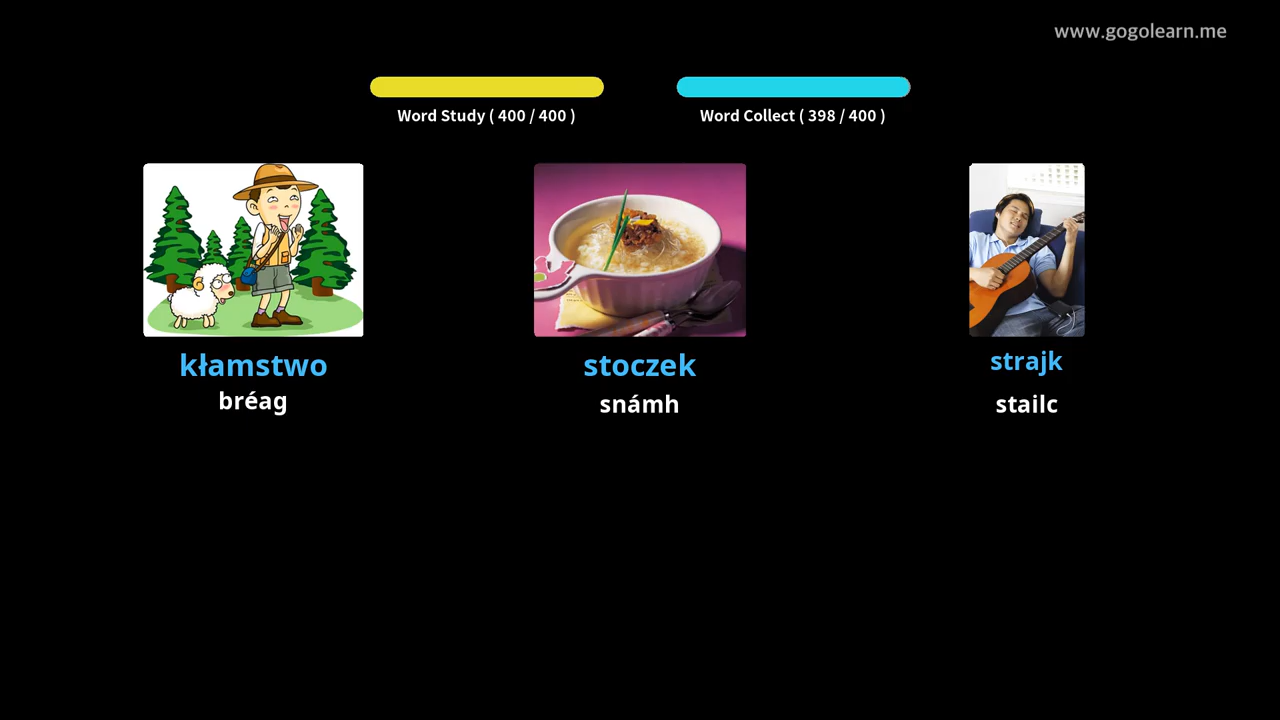 www.gogolearn.me
Word Study ( 400 / 400 )
Word Collect ( 398 / 400 )
kłamstwo
bréag
stoczek
snámh
strajk
stailc